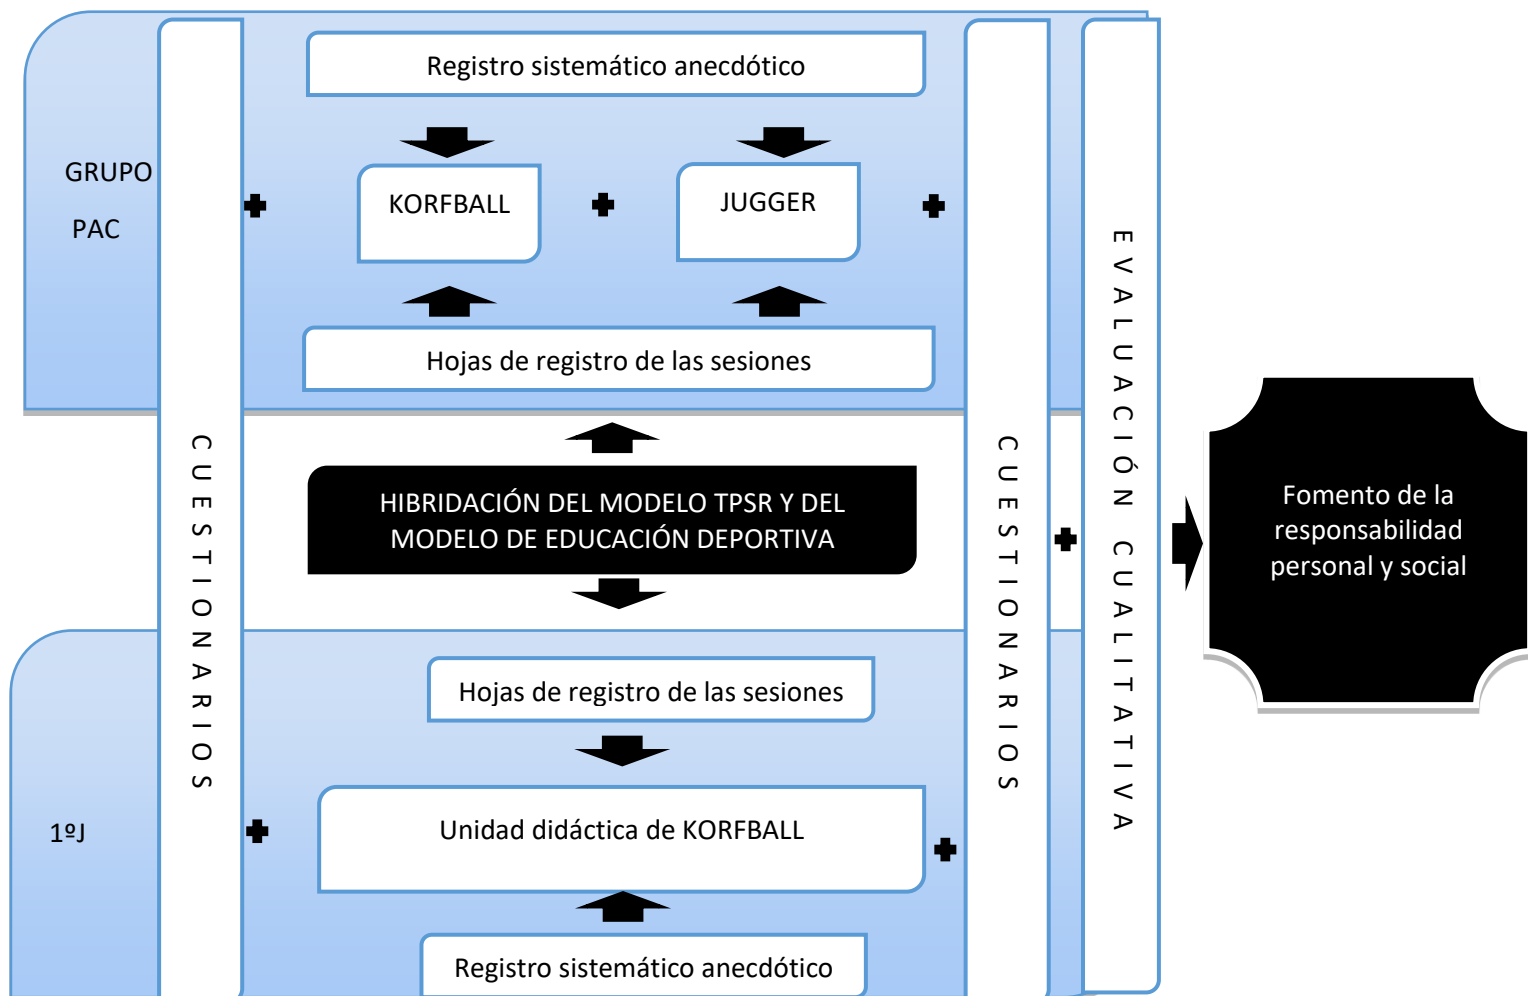 Registro sistemático anecdótico
GRUPO
PAC
KORFBALL
JUGGER
Hojas de registro de las sesiones
CUESTIONARIOS
HIBRIDACIÓN DEL MODELO TPSR Y DEL
MODELO DE EDUCACIÓN DEPORTIVA
CUESTIONARIOS
EVALUACIÓN CUALITATIVA
Fomento de la
responsabilidad
personal y social
Hojas de registro de las sesiones
1ºJ
Unidad didáctica de KORFBALL
Registro sistemático anecdótico